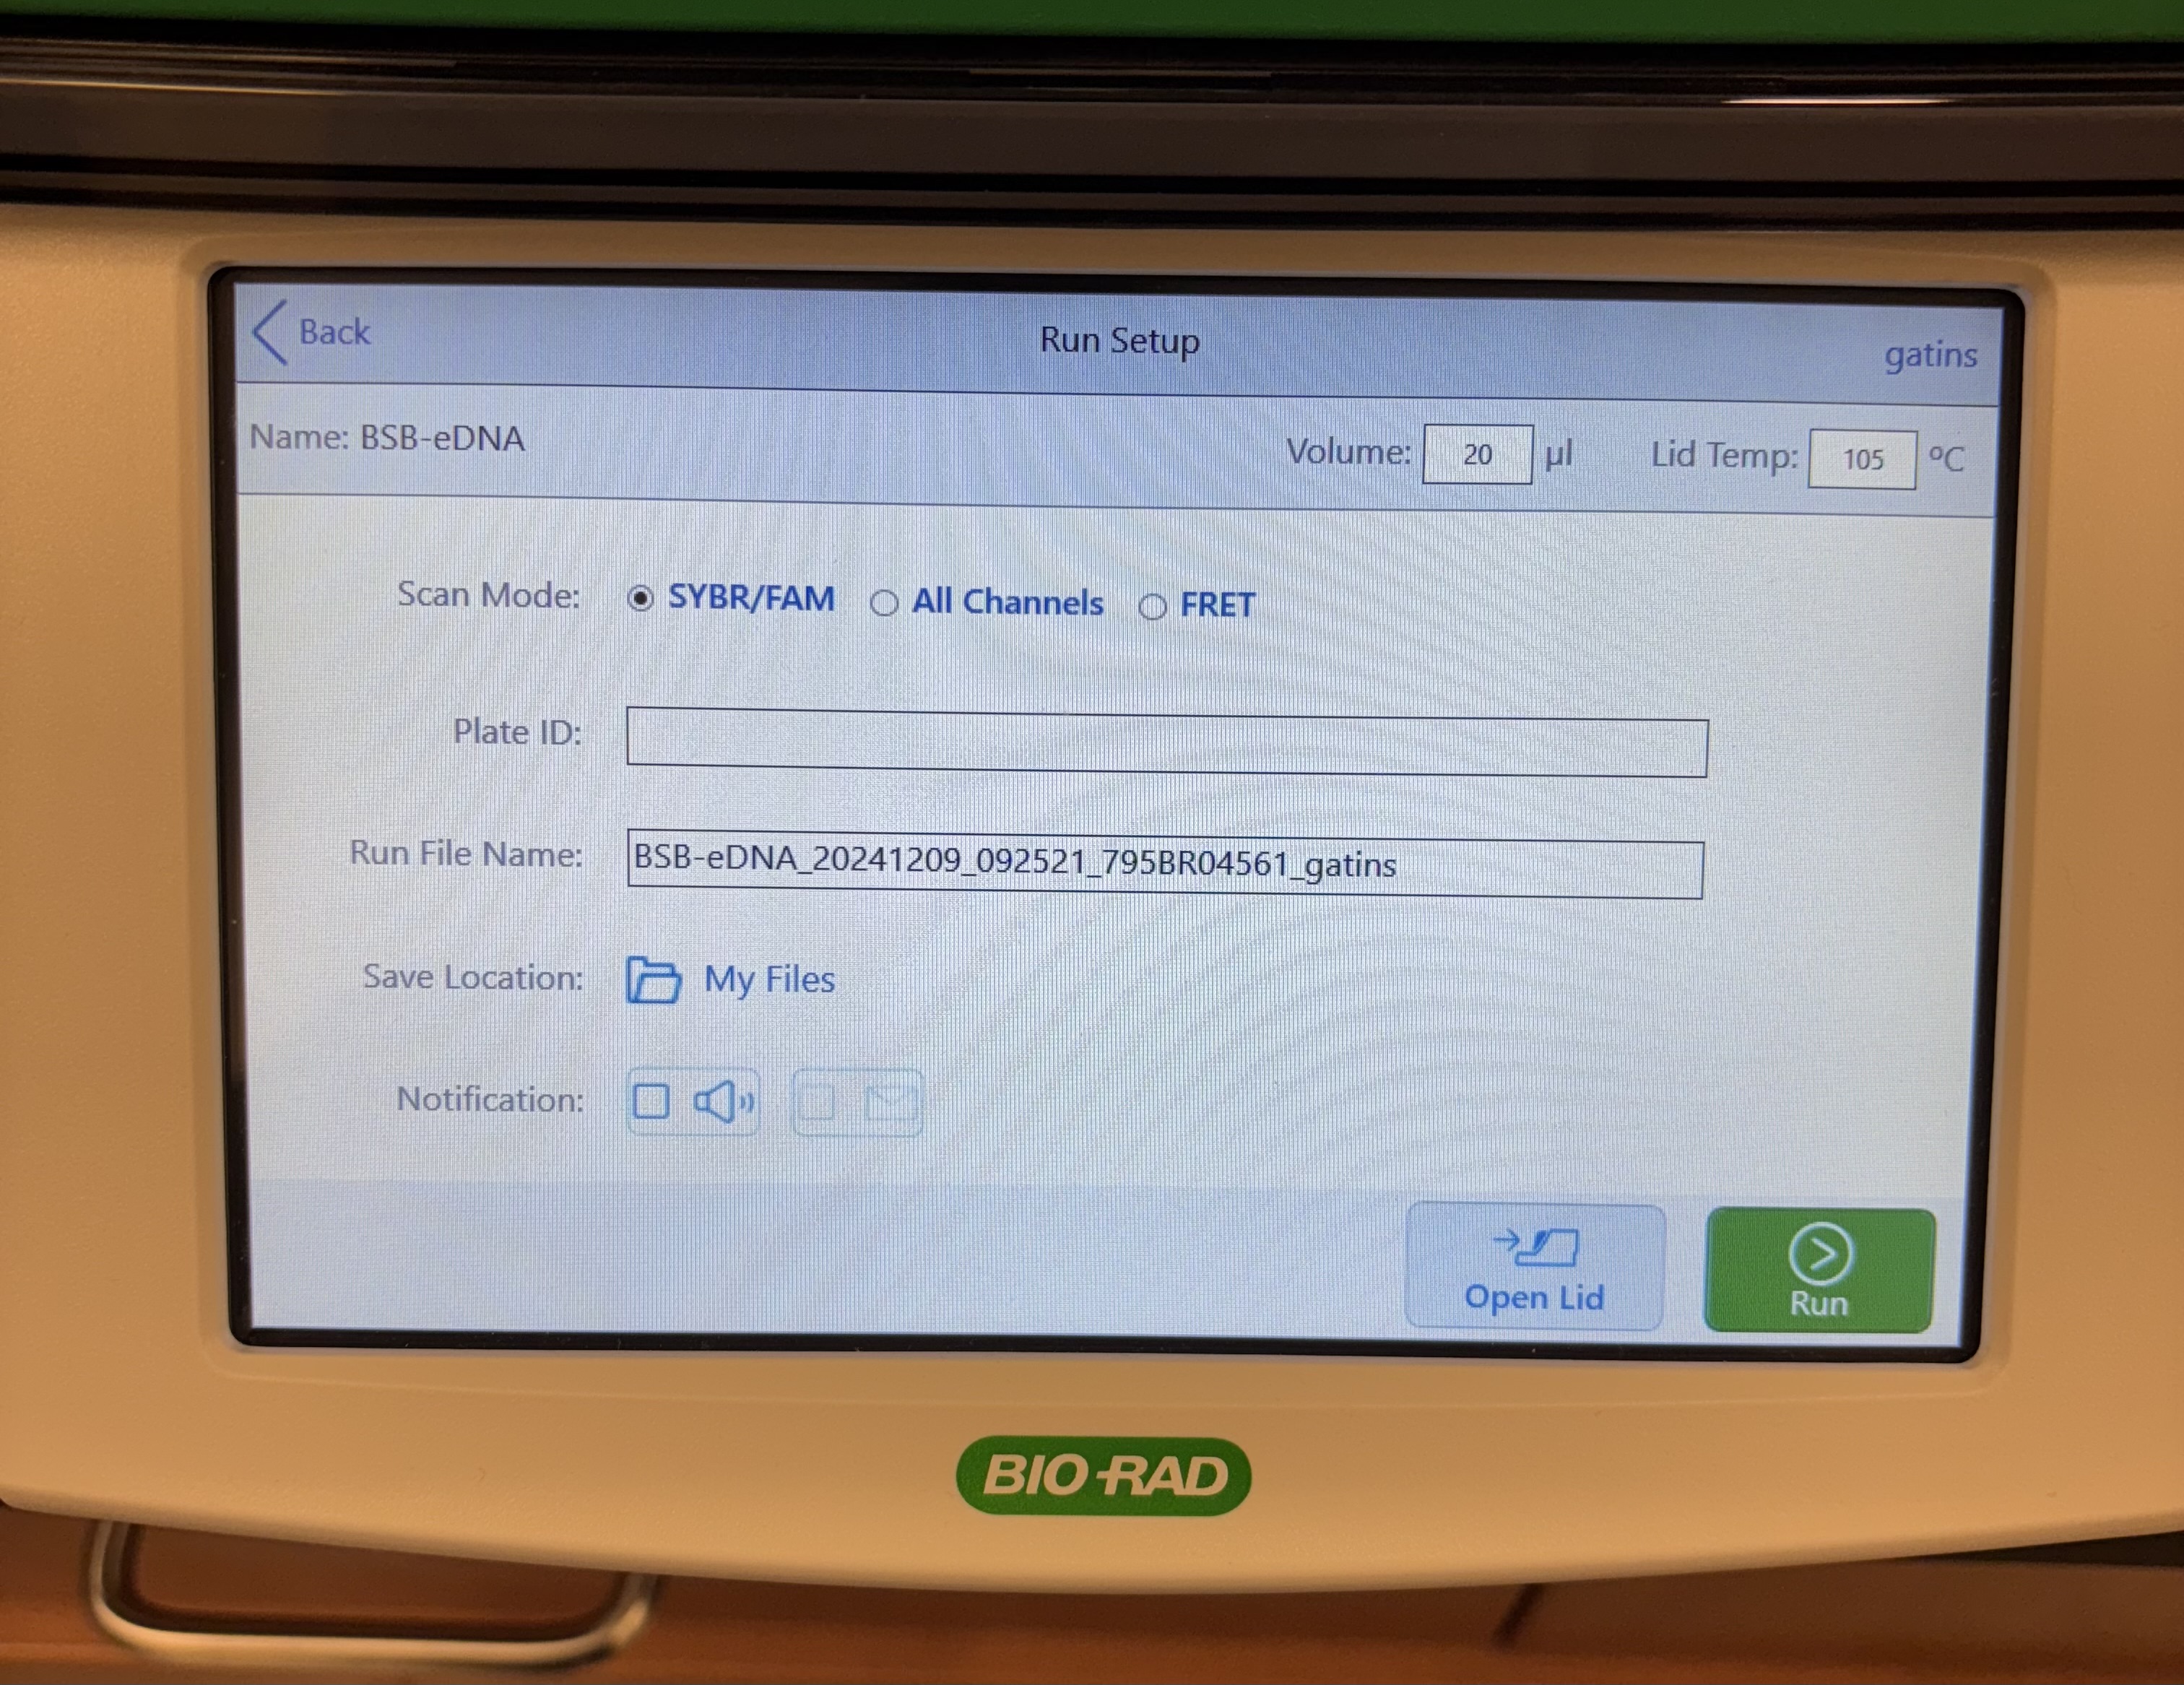 Back
Run Setup
gatins
Name: BSB-eDNA
Volume: 20 µl
Lid Temp: 105 °C
Scan Mode: SYBR/FAM All Channels FRET
Plate ID:
Run File Name: BSB-eDNA_20241209_092521_795BR04561_gatins
Save Location: My Files
Notification:
Open Lid
Run
BIO-RAD